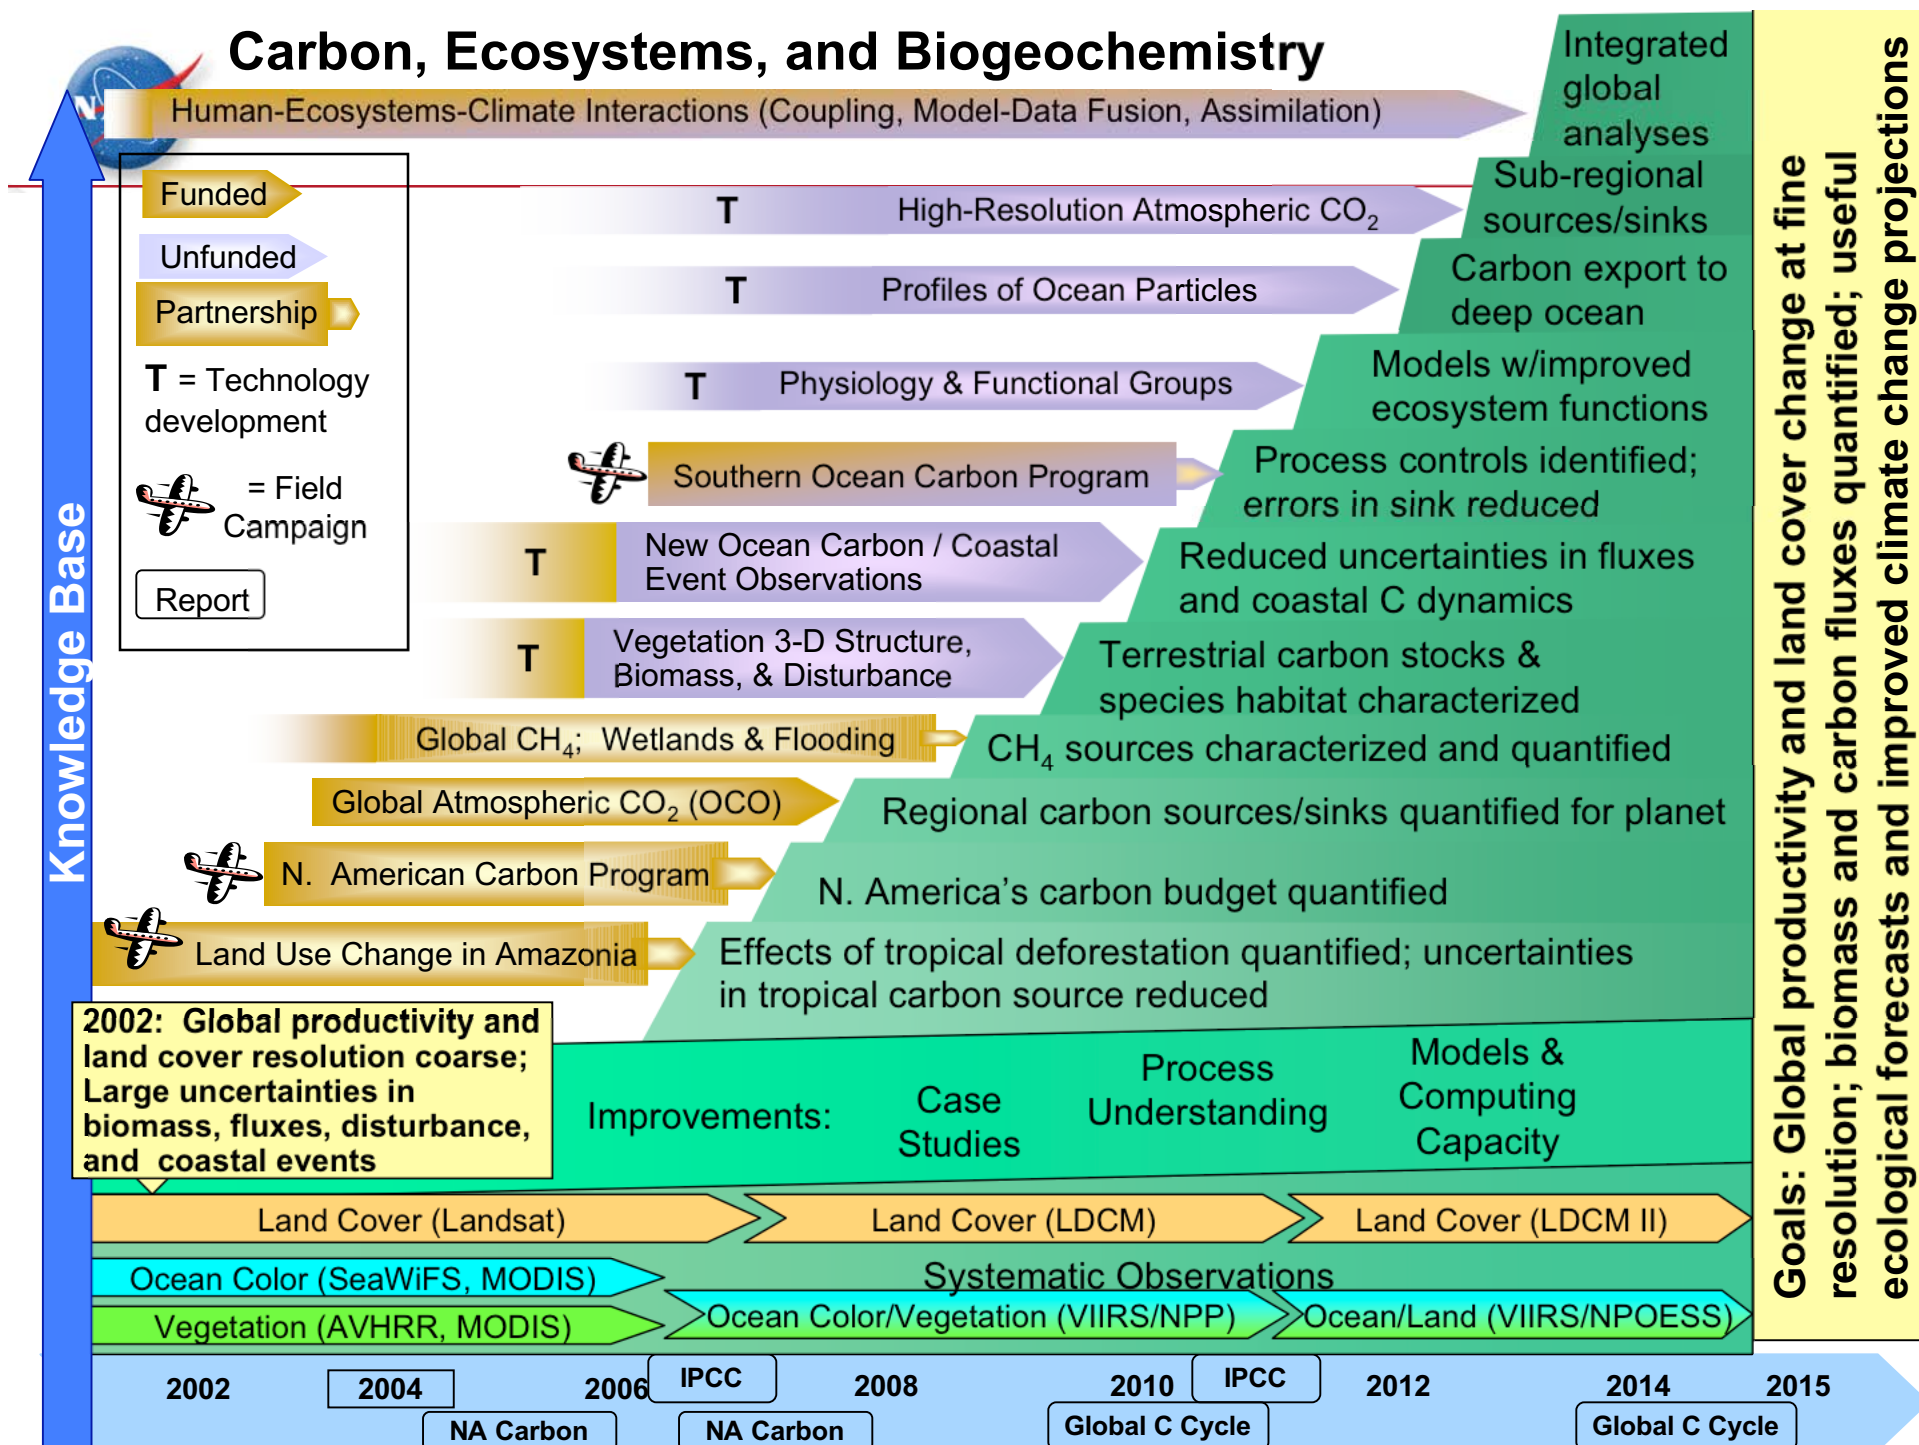 Carbon, Ecosystems, and Biogeochemistry
Human-Ecosystems-Climate Interactions (Coupling, Model-Data Fusion, Assimilation)
Integrated
global
analyses
Funded
Unfunded
Partnership
T = Technology
development
= Field
Campaign
Report
Knowledge Base
T
High-Resolution Atmospheric CO₂
Sub-regional
sources/sinks
T
Profiles of Ocean Particles
Carbon export to
deep ocean
T
Physiology & Functional Groups
Models w/improved
ecosystem functions
Southern Ocean Carbon Program
Process controls identified;
errors in sink reduced
T
New Ocean Carbon / Coastal
Event Observations
Reduced uncertainties in fluxes
and coastal C dynamics
T
Vegetation 3-D Structure,
Biomass, & Disturbance
Terrestrial carbon stocks &
species habitat characterized
Global CH₄; Wetlands & Flooding
CH₄ sources characterized and quantified
Global Atmospheric CO₂ (OCO)
Regional carbon sources/sinks quantified for planet
N. American Carbon Program
N. America's carbon budget quantified
Land Use Change in Amazonia
Effects of tropical deforestation quantified; uncertainties
in tropical carbon source reduced
2002: Global productivity and
land cover resolution coarse;
Large uncertainties in
biomass, fluxes, disturbance,
and coastal events
Improvements:
Case
Studies
Process
Understanding
Models &
Computing
Capacity
Land Cover (Landsat)
Land Cover (LDCM)
Land Cover (LDCM II)
Ocean Color (SeaWiFS, MODIS)
Systematic Observations
Vegetation (AVHRR, MODIS)
Ocean Color/Vegetation (VIIRS/NPP)
Ocean/Land (VIIRS/NPOESS)
2002
2004
2006
IPCC
2008
2010
IPCC
2012
2014
2015
NA Carbon
NA Carbon
Global C Cycle
Global C Cycle
Goals: Global productivity and land cover change at fine
resolution; biomass and carbon fluxes quantified; useful
ecological forecasts and improved climate change projections